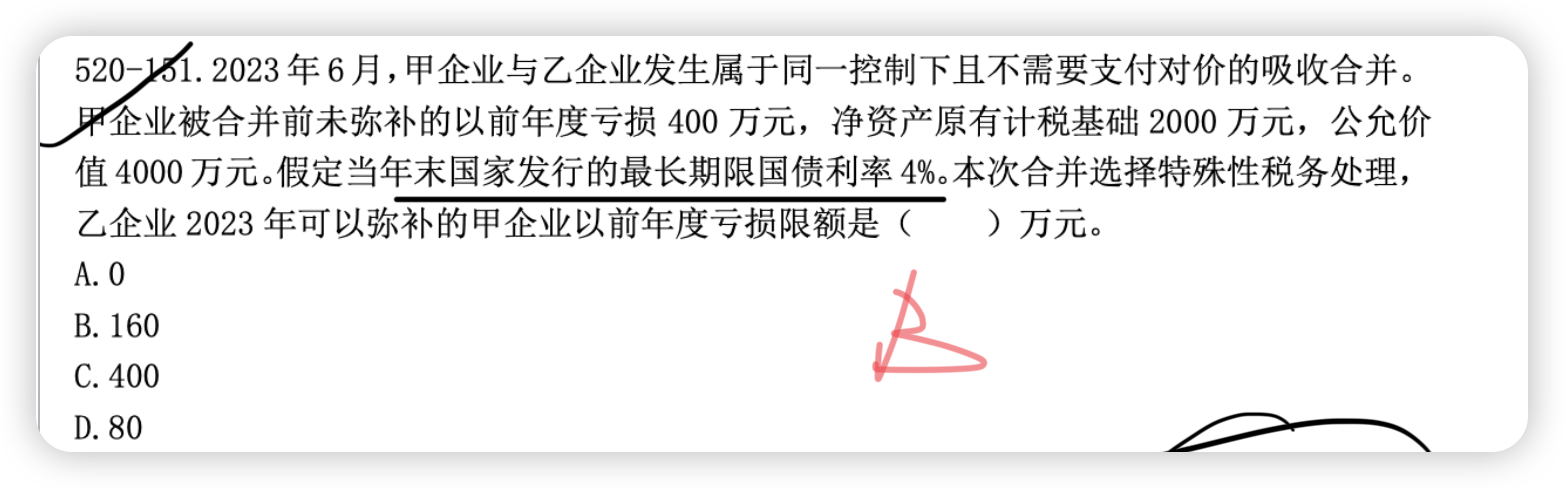 520-151. 2023 年 6 月,甲企业与乙企业发生属于同一控制下且不需要支付对价的吸收合并。
甲企业被合并前未弥补的以前年度亏损 400 万元，净资产原有计税基础 2000 万元，公允价
值 4000 万元。假定当年末国家发行的最长期限国债利率 4%。本次合并选择特殊性税务处理，
乙企业 2023 年可以弥补的甲企业以前年度亏损限额是（　　）万元。
A. 0
B. 160
C. 400
D. 80
B